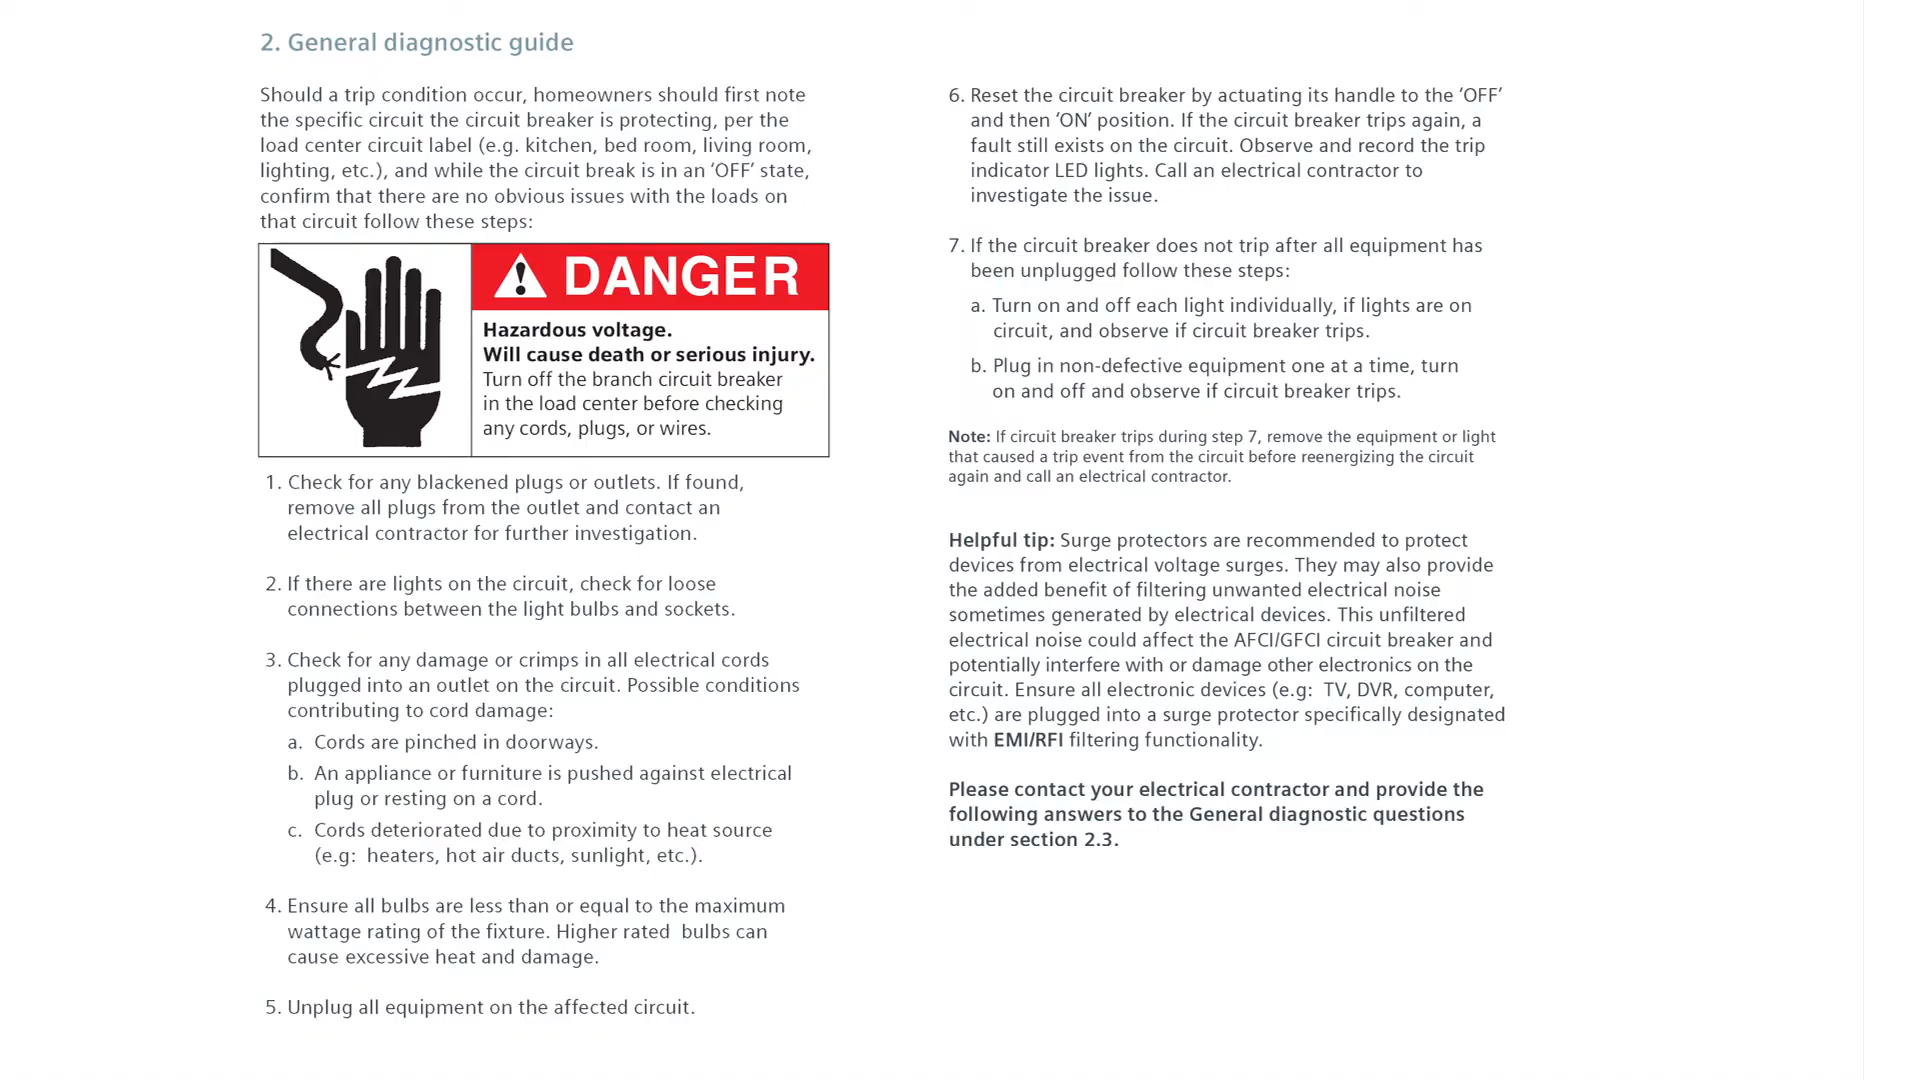 2. General diagnostic guide
Should a trip condition occur, homeowners should first note
the specific circuit the circuit breaker is protecting, per the
load center circuit label (e.g. kitchen, bed room, living room,
lighting, etc.), and while the circuit break is in an ‘OFF’ state,
confirm that there are no obvious issues with the loads on
that circuit follow these steps:
DANGER
Hazardous voltage.
Will cause death or serious injury.
Turn off the branch circuit breaker
in the load center before checking
any cords, plugs, or wires.
1. Check for any blackened plugs or outlets. If found,
remove all plugs from the outlet and contact an
electrical contractor for further investigation.
2. If there are lights on the circuit, check for loose
connections between the light bulbs and sockets.
3. Check for any damage or crimps in all electrical cords
plugged into an outlet on the circuit. Possible conditions
contributing to cord damage:
a. Cords are pinched in doorways.
b. An appliance or furniture is pushed against electrical
plug or resting on a cord.
c. Cords deteriorated due to proximity to heat source
(e.g: heaters, hot air ducts, sunlight, etc.).
4. Ensure all bulbs are less than or equal to the maximum
wattage rating of the fixture. Higher rated bulbs can
cause excessive heat and damage.
5. Unplug all equipment on the affected circuit.
6. Reset the circuit breaker by actuating its handle to the ‘OFF’
and then ‘ON’ position. If the circuit breaker trips again, a
fault still exists on the circuit. Observe and record the trip
indicator LED lights. Call an electrical contractor to
investigate the issue.
7. If the circuit breaker does not trip after all equipment has
been unplugged follow these steps:
a. Turn on and off each light individually, if lights are on
circuit, and observe if circuit breaker trips.
b. Plug in non-defective equipment one at a time, turn
on and off and observe if circuit breaker trips.
Note: If circuit breaker trips during step 7, remove the equipment or light
that caused a trip event from the circuit before reenergizing the circuit
again and call an electrical contractor.
Helpful tip: Surge protectors are recommended to protect
devices from electrical voltage surges. They may also provide
the added benefit of filtering unwanted electrical noise
sometimes generated by electrical devices. This unfiltered
electrical noise could affect the AFCI/GFCI circuit breaker and
potentially interfere with or damage other electronics on the
circuit. Ensure all electronic devices (e.g: TV, DVR, computer,
etc.) are plugged into a surge protector specifically designated
with EMI/RFI filtering functionality.
Please contact your electrical contractor and provide the
following answers to the General diagnostic questions
under section 2.3.